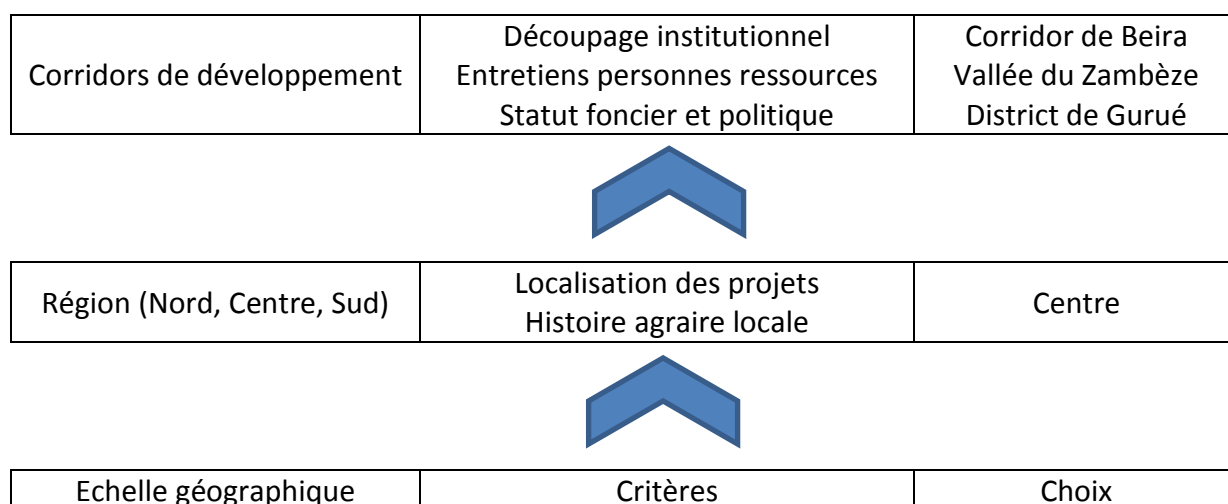 Corridors de développement
Découpage institutionnel
Entretiens personnes ressources
Statut foncier et politique
Corridor de Beira
Vallée du Zambèze
District de Gurué
Région (Nord, Centre, Sud)
Localisation des projets
Histoire agraire locale
Centre
Echelle géographique
Critères
Choix